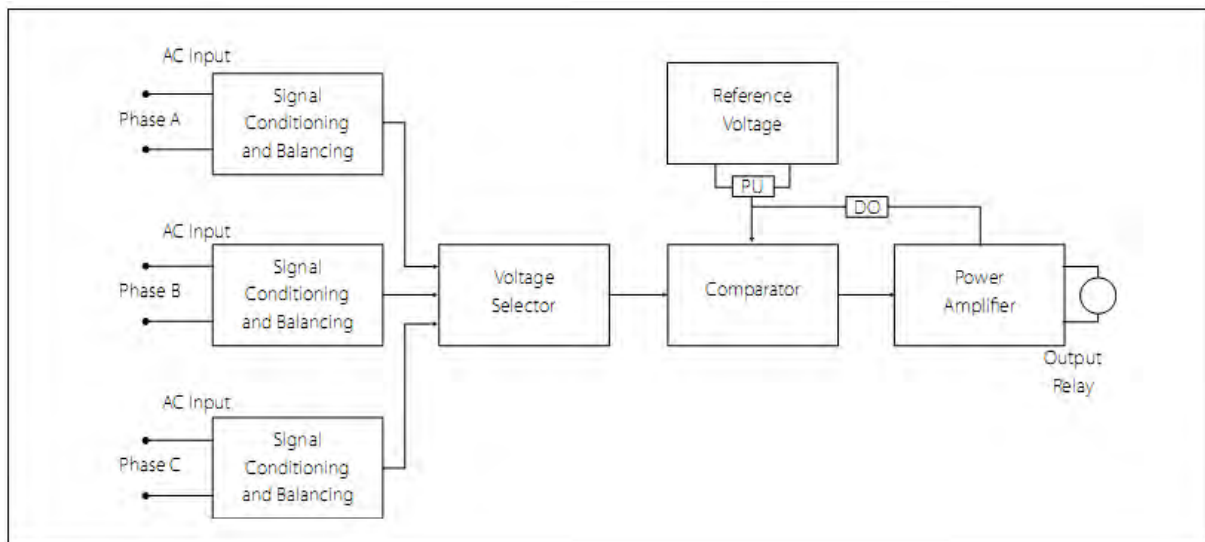 AC Input
Phase A
Signal
Conditioning
and Balancing
Reference
Voltage
PU
DO
AC Input
Phase B
Signal
Conditioning
and Balancing
Voltage
Selector
Comparator
Power
Amplifier
Output
Relay
AC Input
Phase C
Signal
Conditioning
and Balancing